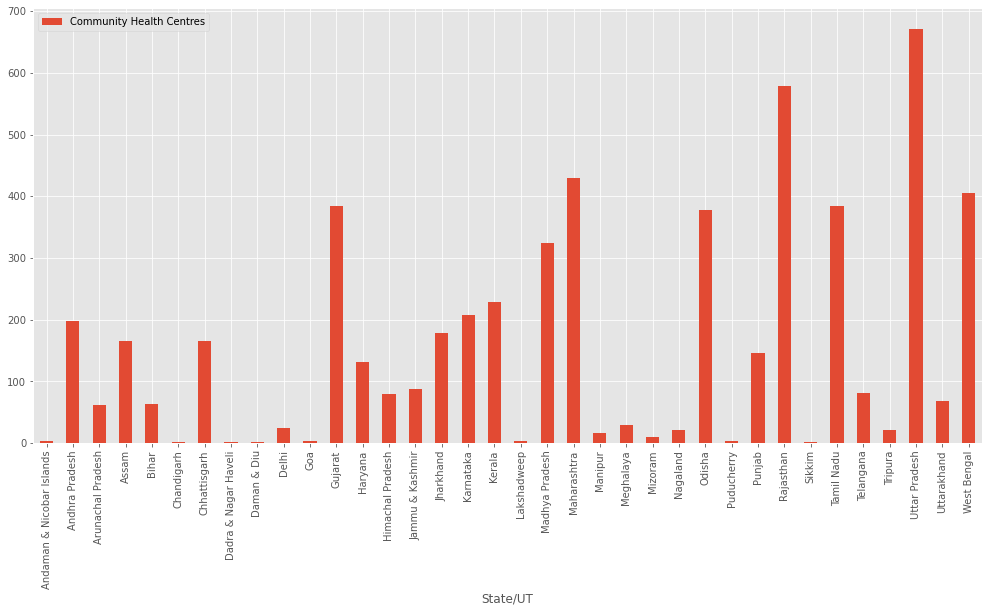 Community Health Centres
700
600
500
400
300
200
100
0
Andaman & Nicobar Islands
Andhra Pradesh
Arunachal Pradesh
Assam
Bihar
Chandigarh
Chhattisgarh
Dadra & Nagar Haveli
Daman & Diu
Delhi
Goa
Gujarat
Haryana
Himachal Pradesh
Jammu & Kashmir
Jharkhand
Karnataka
Kerala
Lakshadweep
Madhya Pradesh
Maharashtra
Manipur
Meghalaya
Mizoram
Nagaland
Odisha
Puducherry
Punjab
Rajasthan
Sikkim
Tamil Nadu
Telangana
Tripura
Uttar Pradesh
Uttarakhand
West Bengal
State/UT